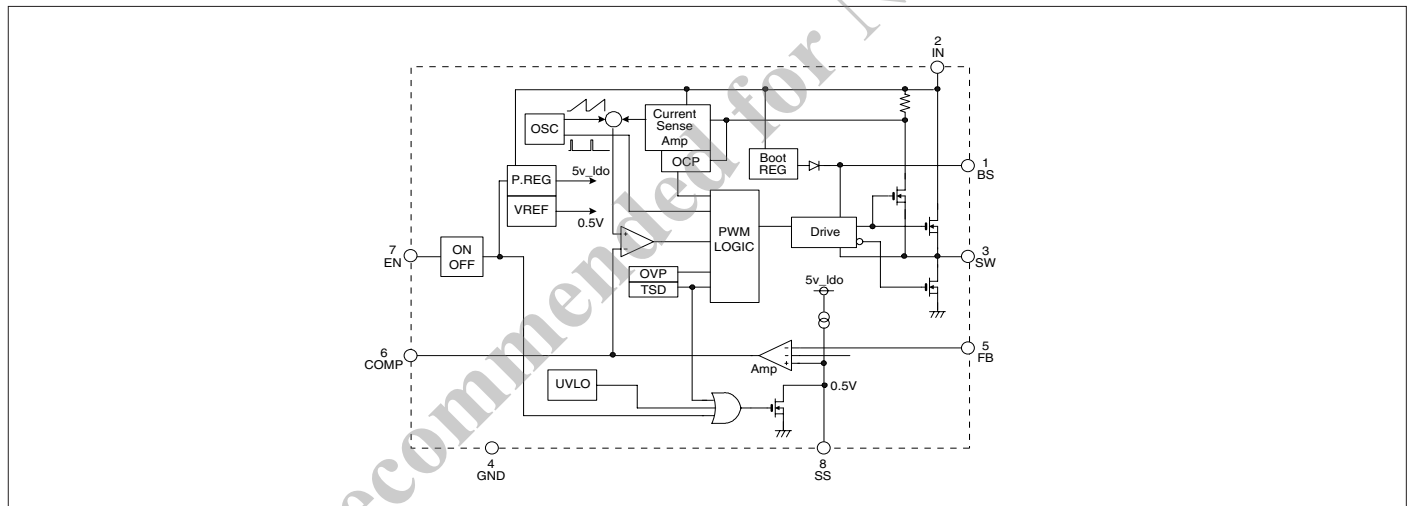 2
IN
Current
Sense
Amp
OSC
OCP
Boot
REG
1
BS
P.REG
5v_ldo
VREF
0.5V
PWM
LOGIC
Drive
7
EN
ON
OFF
+
−
3
SW
OVP
TSD
5v_ldo
6
COMP
−
−
+
Amp
5
FB
UVLO
0.5V
4
GND
8
SS
ecommended for N